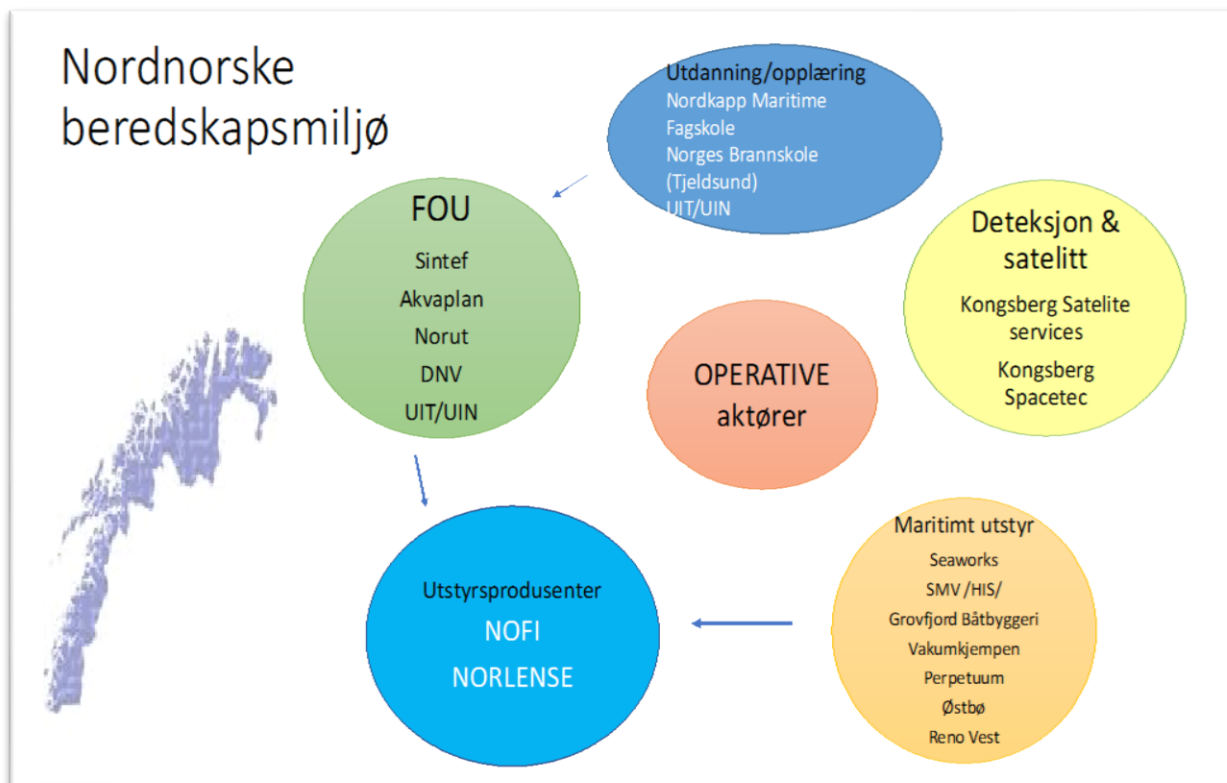 Nordnorske
beredskapsmiljø
Utdanning/opplæring
Nordkapp Maritime
Fagskole
Norges Brannskole
(Tjeldsund)
UIT/UIN
FOU
Sintef
Akvaplan
Norut
DNV
UIT/UIN
Deteksjon &
satelitt
Kongsberg Satelite
services
Kongsberg
Spacetec
OPERATIVE
aktører
Utstyrsprodusenter
NOFI
NORLENSE
Maritimt utstyr
Seaworks
SMV /HIS/
Grovfjord Båtbyggeri
Vakumkjempen
Perpetuum
Østbø
Reno Vest